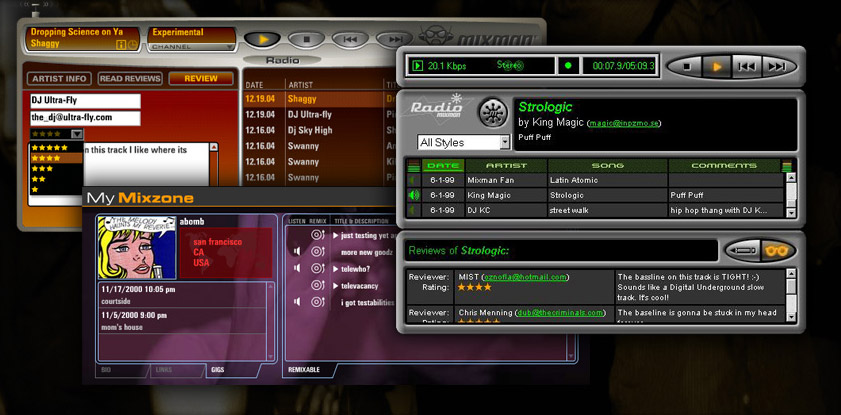 Dropping Science on Ya
Shaggy
Experimental
CHANNEL
mixman
Radio
ARTIST INFO
READ REVIEWS
REVIEW
DJ Ultra-Fly
the_dj@ultra-fly.com
n this track I like where its
DATE ARTIST
12.19.04 Shaggy
12.19.04 DJ Ultra-fly
12.16.04 Dj Sky High
12.16.04 Swanny
12.16.04 Swanny
12.16.04 Swanny
My Mixzone
THE MELODY
HAUNTS MY REVERIE..
abomb
san francisco
CA
USA
11/17/2000 10:05 pm
courtside
11/5/2000 9:00 pm
mom's house
BIO LINKS GIGS
LISTEN REMIX TITLE & DESCRIPTION
just testing yet ag
more new goodz
telewho?
televacancy
i got testabilities
REMIXABLE
20.1 Kbps Stereo 00:07.9/05:09.3
Radio
mixman
All Styles
Strologic
by King Magic (magic@inpzmo.se)
Puff Puff
DATE ARTIST SONG COMMENTS
6-1-99 Mixman Fan Latin Atomic
6-1-99 King Magic Strologic Puff Puff
6-1-99 DJ KC street walk hip hop thang with DJ K...
Reviews of Strologic:
Reviewer: MIST (oznofla@hotmail.com) The bassline on this track is TIGHT! :-)
Rating: Sounds like a Digital Underground slow
track. It's cool!
Reviewer: Chris Menning (dub@thecriminals.com) The baseline is gonna be stuck in my head